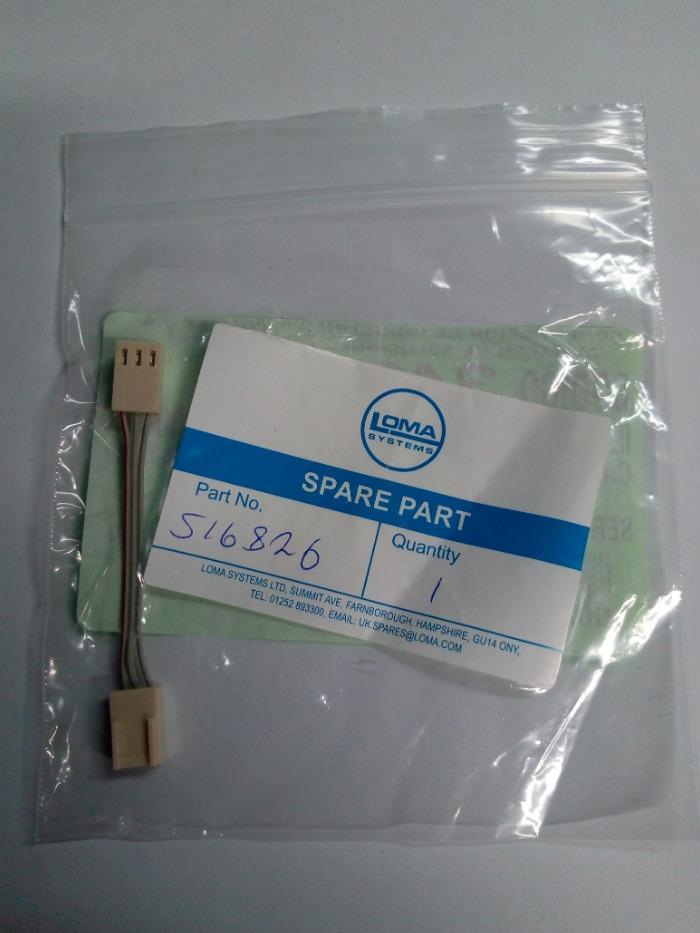 LOMA
SYSTEMS
SPARE PART
Part No.
516826
Quantity
1
LOMA SYSTEMS LTD, SUMMIT AVE, FARNBOROUGH, HAMPSHIRE, GU14 0NY,
TEL: 01252 893300, EMAIL: UK.SPARES@LOMA.COM